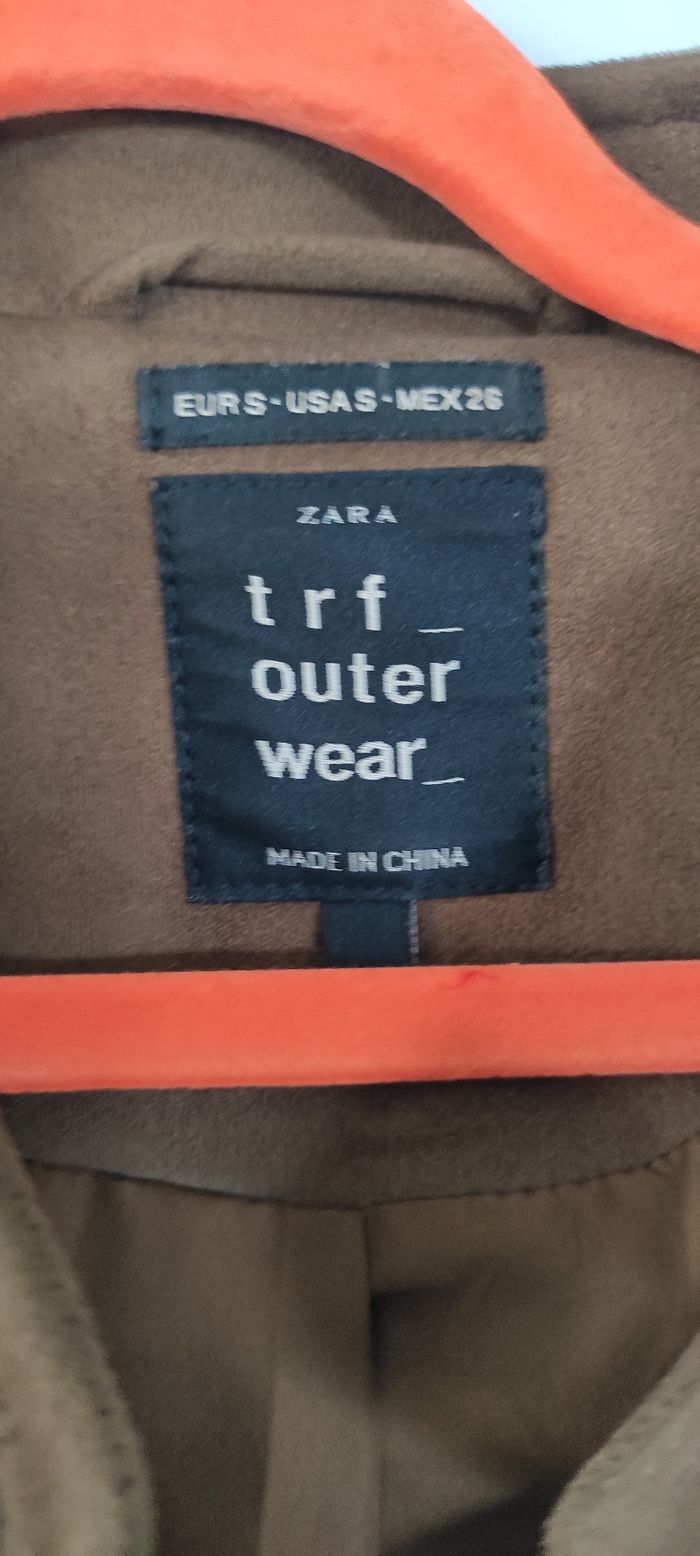 EUR S - USA S - MEX 26
ZARA
trf_
outer
wear_
MADE IN CHINA